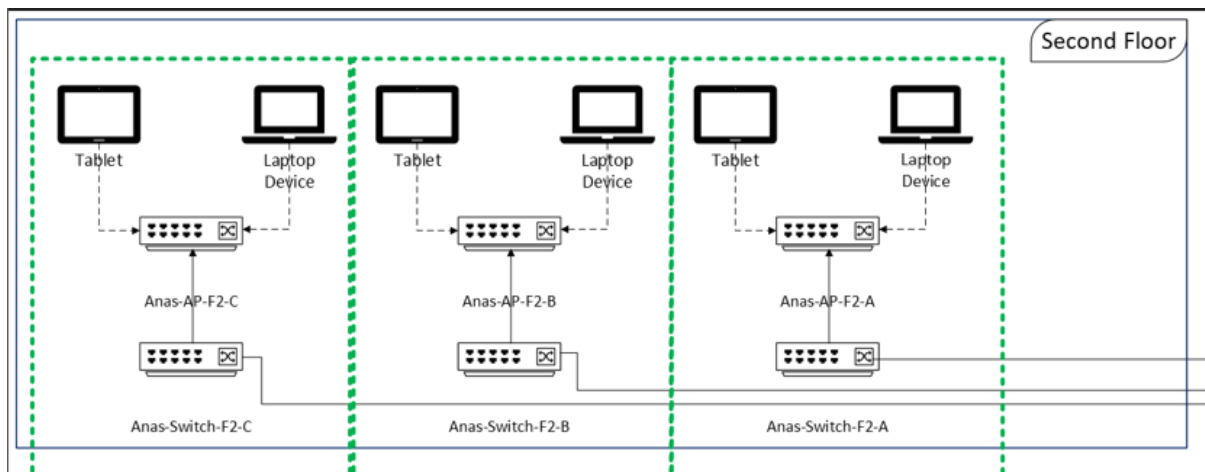 Second Floor
Tablet
Laptop
Device
Tablet
Laptop
Device
Tablet
Laptop
Device
Anas-AP-F2-C
Anas-AP-F2-B
Anas-AP-F2-A
Anas-Switch-F2-C
Anas-Switch-F2-B
Anas-Switch-F2-A